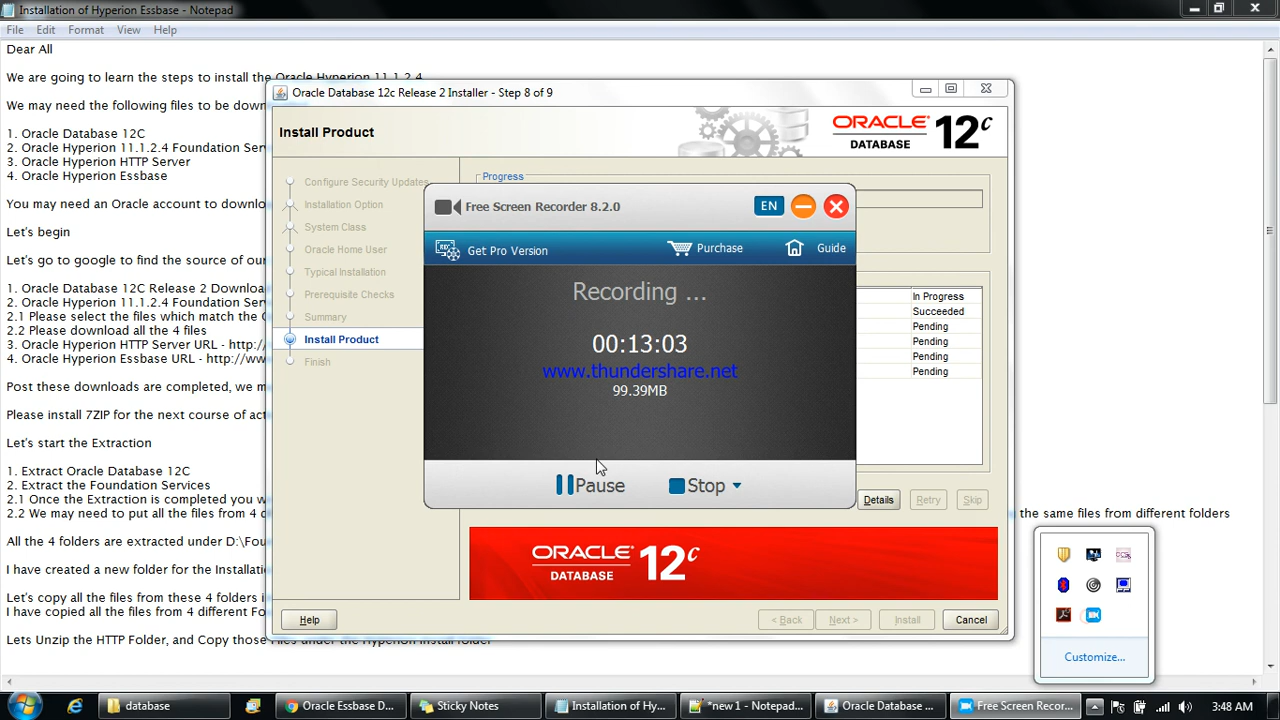 Installation of Hyperion Essbase - Notepad
File Edit Format View Help
Dear All
We are going to learn the steps to install the Oracle Hyperion 11.1.2.4
We may need the following files to be down
1. Oracle Database 12C
2. Oracle Hyperion 11.1.2.4 Foundation Serv
3. Oracle Hyperion HTTP Server
4. Oracle Hyperion Essbase
You may need an Oracle account to downlo
Let's begin
Let's go to google to find the source of our
1. Oracle Database 12C Release 2 Downloa
2. Oracle Hyperion 11.1.2.4 Foundation Ser
2.1 Please select the files which match the
2.2 Please download all the 4 files
3. Oracle Hyperion HTTP Server URL - http:/
4. Oracle Hyperion Essbase URL - http://ww
Post these downloads are completed, we m
Please install 7ZIP for the next course of act
Let's start the Extraction
1. Extract Oracle Database 12C
2. Extract the Foundation Services
2.1 Once the Extraction is completed you w
2.2 We may need to put all the files from 4 the same files from different folders
All the 4 folders are extracted under D:\Fou
I have created a new folder for the Installati
Let's copy all the files from these 4 folders i
I have copied all the files from 4 different Fo
Lets Unzip the HTTP Folder, and Copy those Files under the Hyperion Install folder
Oracle Database 12c Release 2 Installer - Step 8 of 9
Install Product
ORACLE DATABASE 12c
Configure Security Updates
Installation Option
System Class
Oracle Home User
Typical Installation
Prerequisite Checks
Summary
Install Product
Finish
Progress
In Progress
Succeeded
Pending
Pending
Pending
Pending
Details Retry Skip
ORACLE DATABASE 12c
Help < Back Next > Install Cancel
Free Screen Recorder 8.2.0 EN
Get Pro Version Purchase Guide
Recording ...
00:13:03
www.thundershare.net
99.39MB
Pause Stop
Customize...
database Oracle Essbase D... Sticky Notes Installation of Hy... *new 1 - Notepad... Oracle Database ... Free Screen Recor... 3:48 AM